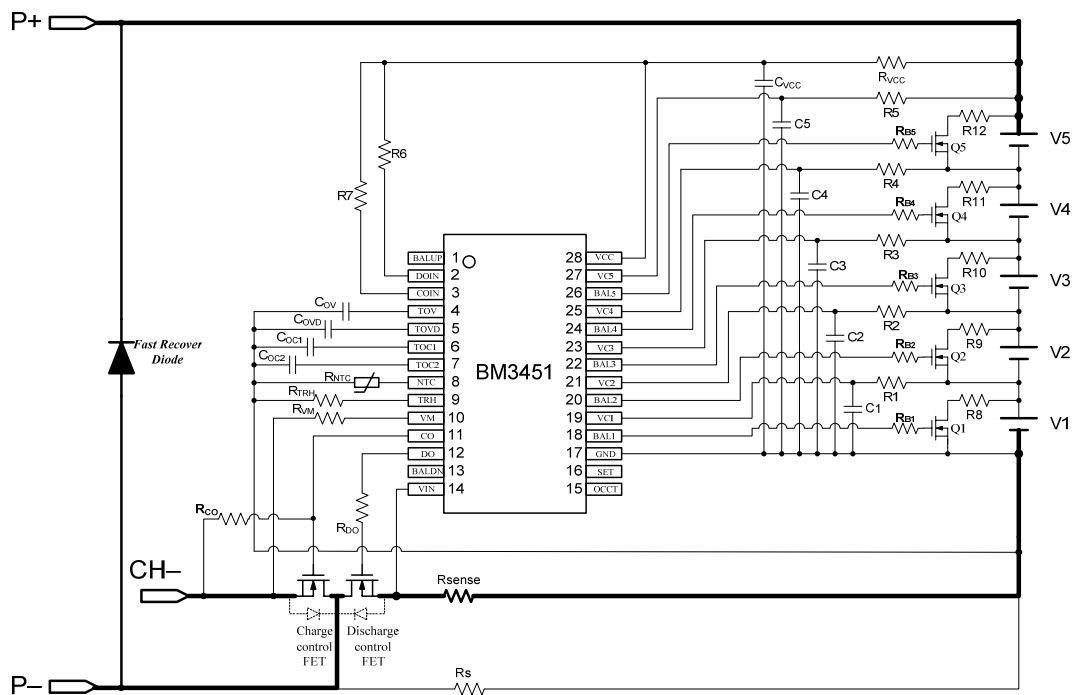 P+
RVCC
CVCC
R5
C5
R12
V5
RB5
Q5
R6
R4
C4
R11
V4
RB4
Q4
R7
R3
C3
R10
V3
RB3
Q3
R2
C2
R9
V2
RB2
Q2
R1
C1
R8
V1
RB1
Q1
BALUP 1 28 VCC
DOIN 2 27 VC5
COIN 3 26 BAL5
TOV 4 25 VC4
TOVD 5 24 BAL4
TOC1 6 23 VC3
TOC2 7 22 BAL3
NTC 8 21 VC2
TRH 9 20 BAL2
VM 10 19 VC1
CO 11 18 BAL1
DO 12 17 GND
BALDN 13 16 SET
VIN 14 15 OCCT
BM3451
COV
COVD
COC1
COC2
RNTC
RTRH
RVM
Fast Recover
Diode
RCO
RDO
CH–
Rsense
Charge
control
FET
Discharge
control
FET
P–
Rs